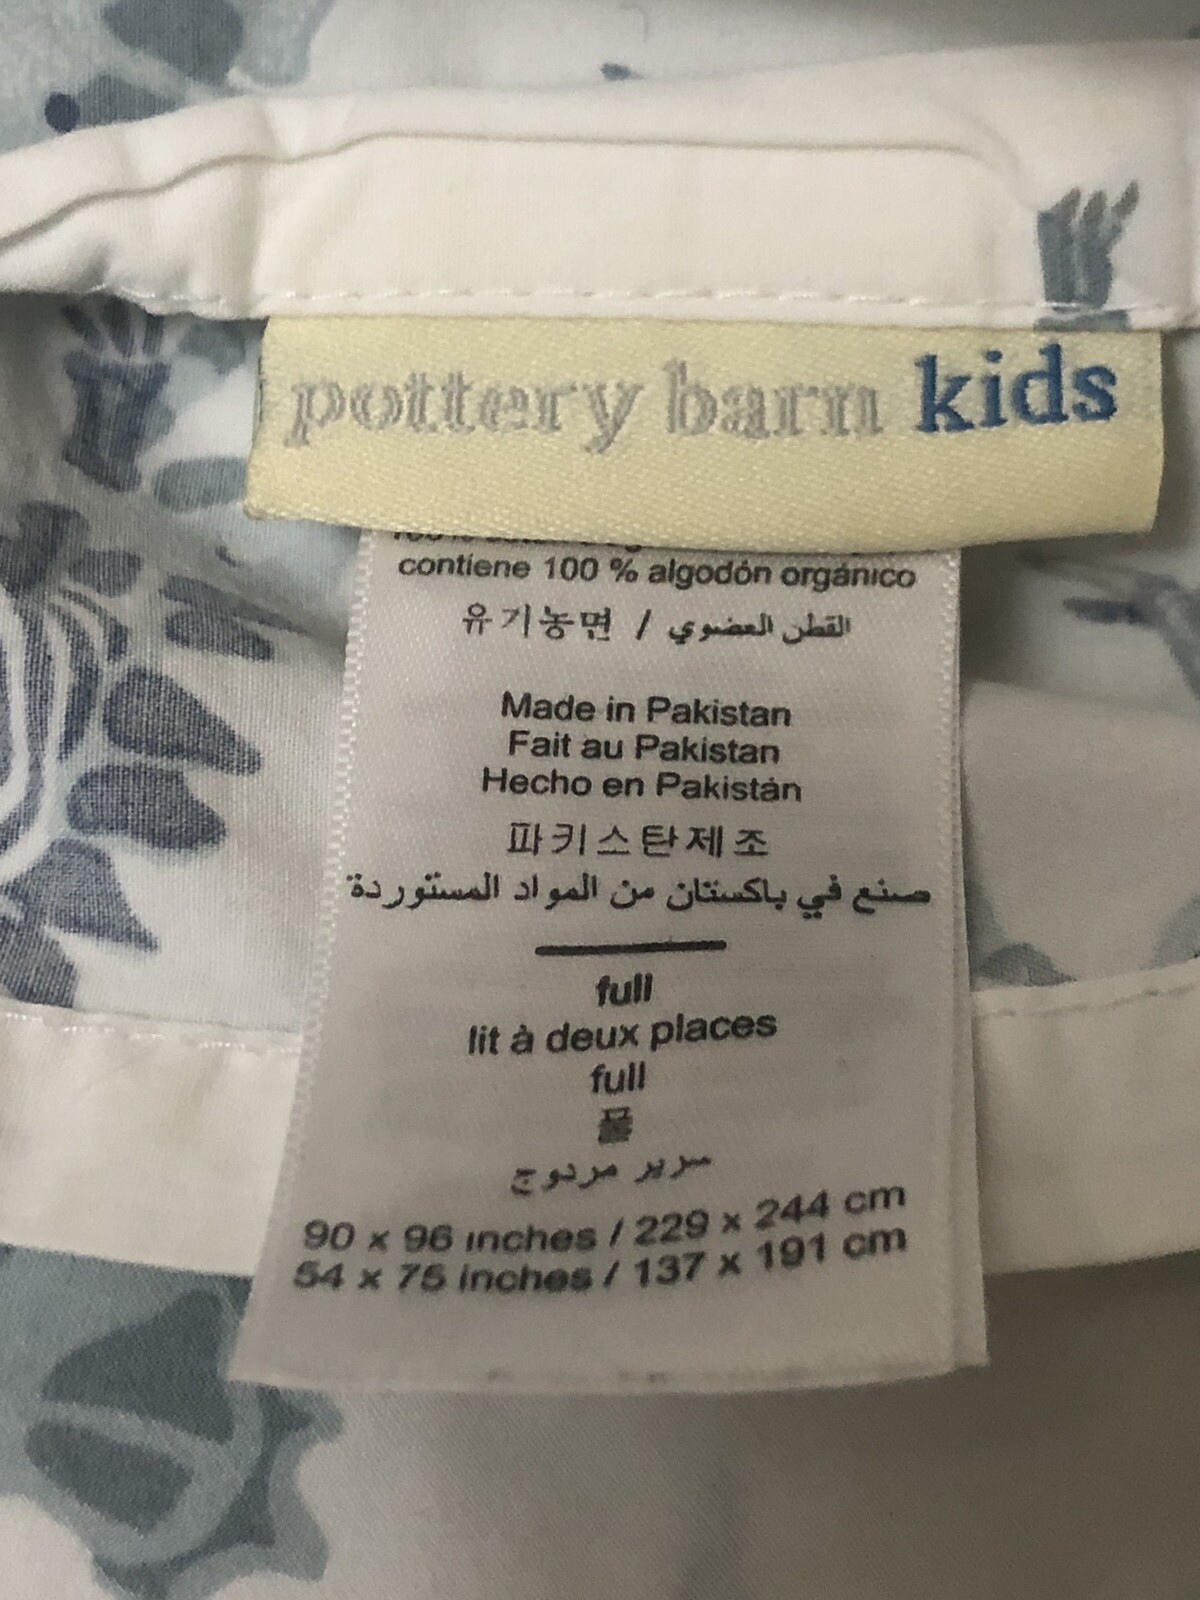 pottery barn kids
contiene 100 % algodón orgánico
유기농면 / القطن العضوي
Made in Pakistan
Fait au Pakistan
Hecho en Pakistán
파키스탄제조
صنع في باكستان من المواد المستوردة
full
lit à deux places
full
풀
سرير مردوج
90 x 96 inches / 229 x 244 cm
54 x 75 inches / 137 x 191 cm